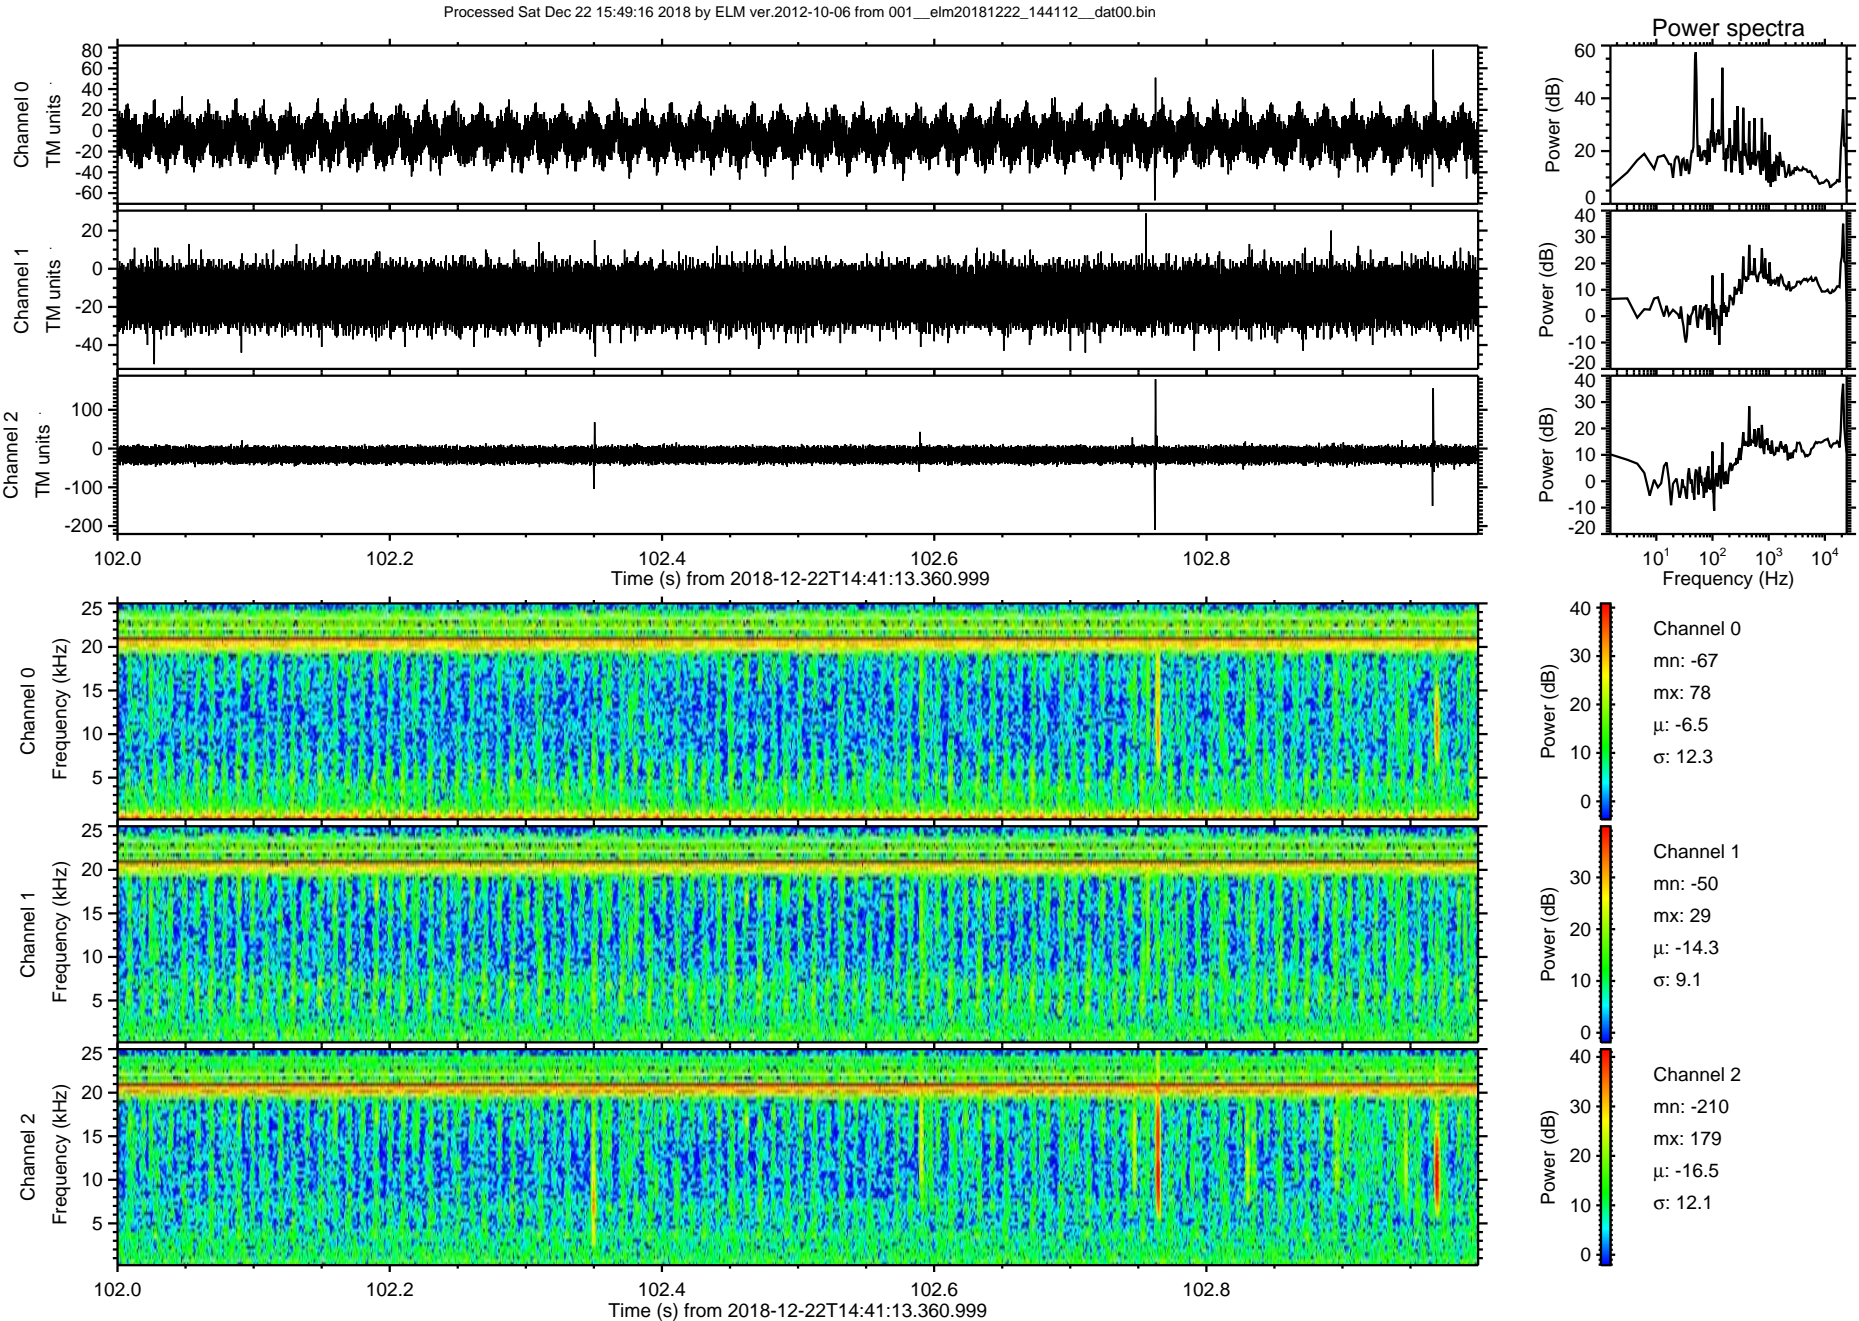 Processed Sat Dec 22 15:49:16 2018 by ELM ver.2012-10-06 from 001__elm20181222_144112__dat00.bin
Power spectra
Channel 0
TM units
80
60
40
20
0
-20
-40
-60
Power (dB)
60
40
20
0
Channel 1
TM units
20
0
-20
-40
Power (dB)
40
30
20
10
0
-10
-20
Channel 2
TM units
100
0
-100
-200
Power (dB)
40
30
20
10
0
-10
-20
102.0 102.2 102.4 102.6 102.8
Time (s) from 2018-12-22T14:41:13.360.999
10^1 10^2 10^3 10^4
Frequency (Hz)
Channel 0
Frequency (kHz)
25
20
15
10
5
Power (dB)
40
30
20
10
0
Channel 0
mn: -67
mx: 78
μ: -6.5
σ: 12.3
Channel 1
Frequency (kHz)
25
20
15
10
5
Power (dB)
30
20
10
0
Channel 1
mn: -50
mx: 29
μ: -14.3
σ: 9.1
Channel 2
Frequency (kHz)
25
20
15
10
5
Power (dB)
40
30
20
10
0
Channel 2
mn: -210
mx: 179
μ: -16.5
σ: 12.1
102.0 102.2 102.4 102.6 102.8
Time (s) from 2018-12-22T14:41:13.360.999